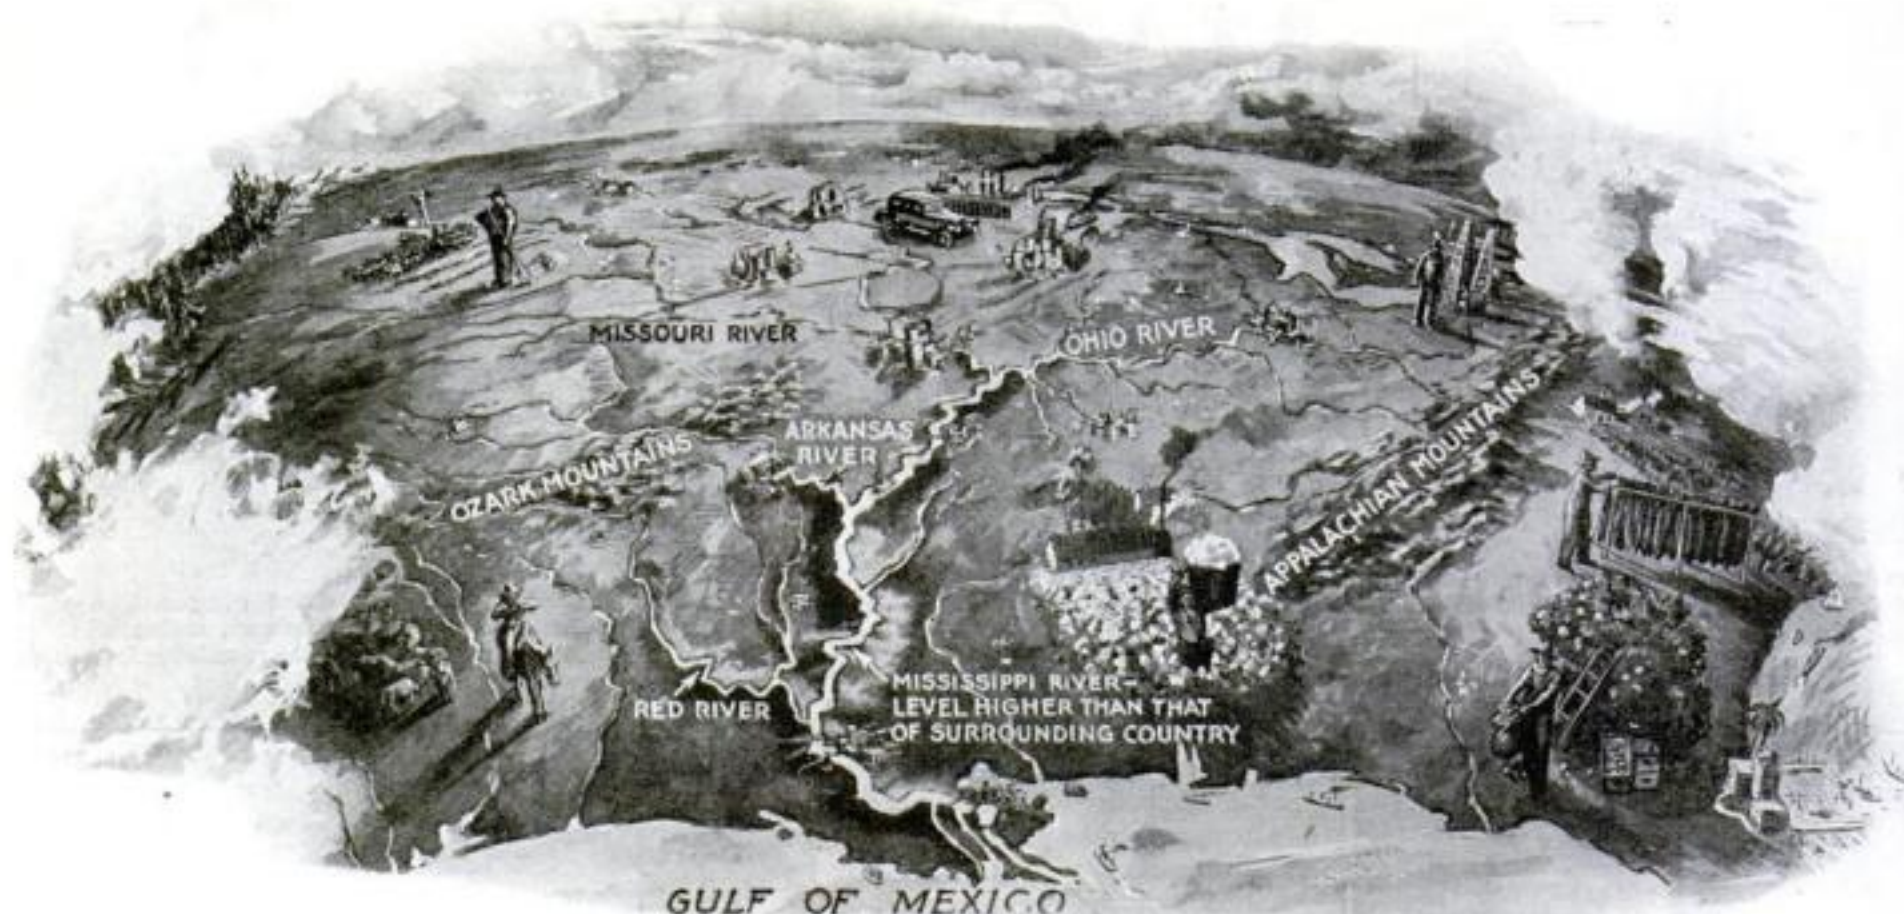 MISSOURI RIVER
OHIO RIVER
ARKANSAS
RIVER
OZARK MOUNTAINS
APPALACHIAN MOUNTAINS
RED RIVER
MISSISSIPPI RIVER-
LEVEL HIGHER THAN THAT
OF SURROUNDING COUNTRY
GULF OF MEXICO